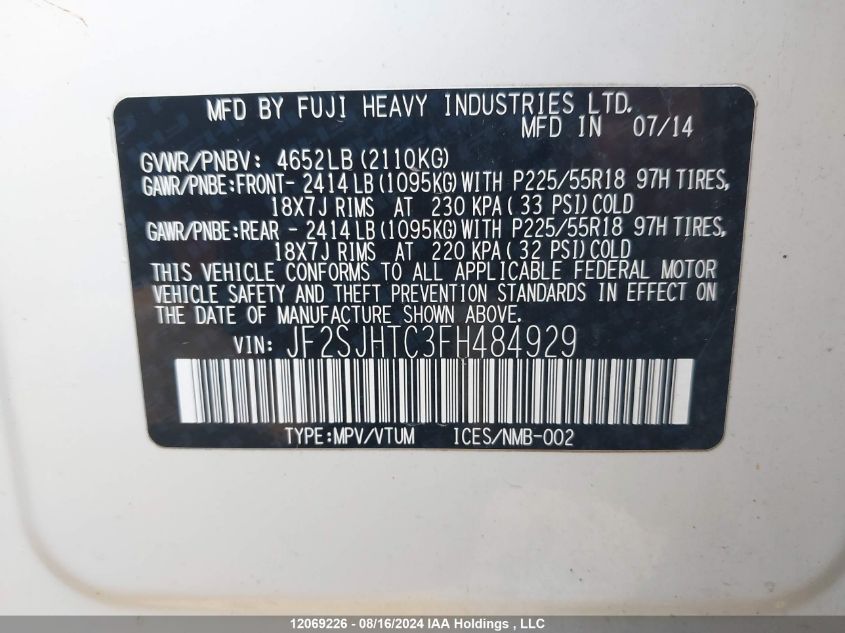 MFD BY FUJI HEAVY INDUSTRIES LTD.
MFD IN 07/14
GVWR/PNBV: 4652LB (2110KG)
GAWR/PNBE:FRONT- 2414 LB (1095KG) WITH P225/55R18 97H TIRES,
18X7J RIMS AT 230 KPA ( 33 PSI) COLD
GAWR/PNBE:REAR - 2414 LB (1095KG) WITH P225/55R18 97H TIRES,
18X7J RIMS AT 220 KPA ( 32 PSI) COLD
THIS VEHICLE CONFORMS TO ALL APPLICABLE FEDERAL MOTOR
VEHICLE SAFETY AND THEFT PREVENTION STANDARDS IN EFFECT ON
THE DATE OF MANUFACTURE SHOWN ABOVE.
VIN: JF2SJHTC3FH484929
TYPE:MPV/VTUM ICES/NMB-002
12069226 - 08/16/2024 IAA Holdings , LLC